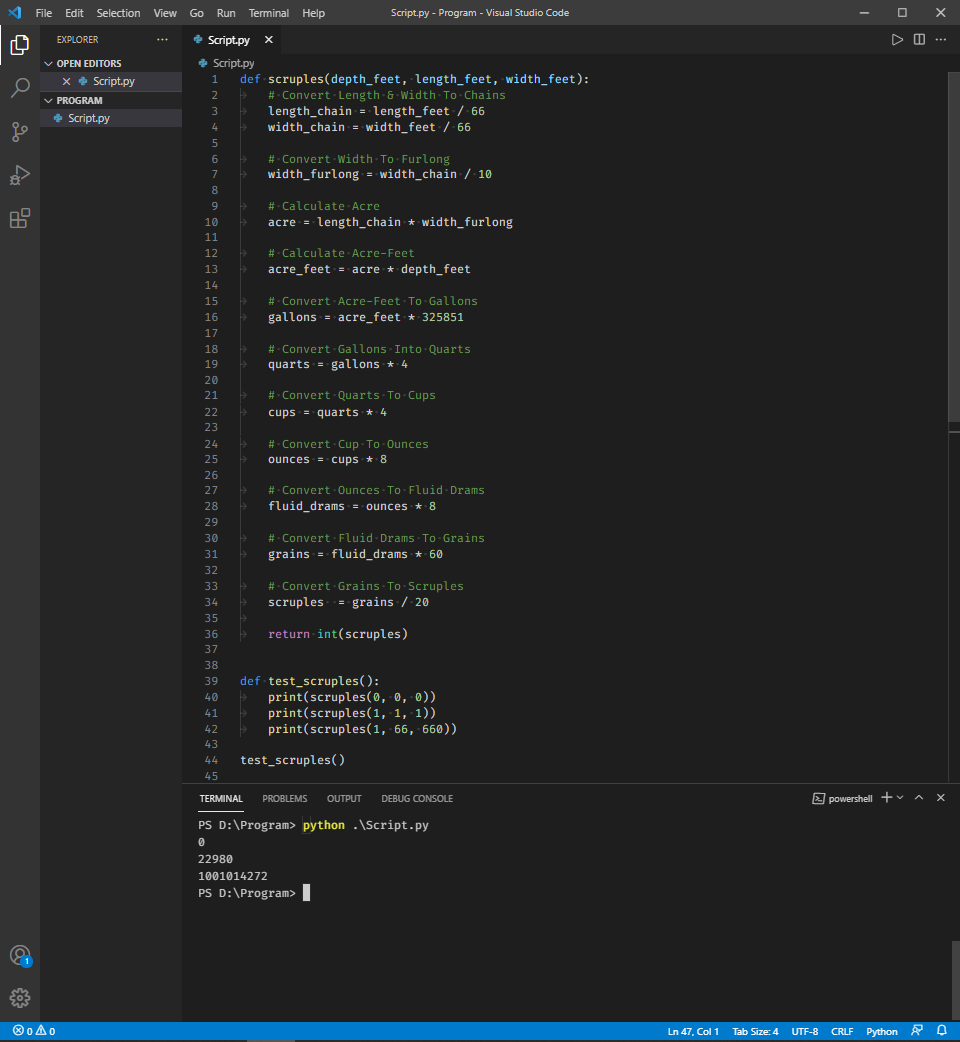 File Edit Selection View Go Run Terminal Help Script.py - Program - Visual Studio Code
EXPLORER ···
OPEN EDITORS
Script.py
PROGRAM
Script.py
Script.py
Script.py
1 def scruples(depth_feet, length_feet, width_feet):
2 # Convert Length & Width To Chains
3 length_chain = length_feet / 66
4 width_chain = width_feet / 66
5
6 # Convert Width To Furlong
7 width_furlong = width_chain / 10
8
9 # Calculate Acre
10 acre = length_chain * width_furlong
11
12 # Calculate Acre-Feet
13 acre_feet = acre * depth_feet
14
15 # Convert Acre-Feet To Gallons
16 gallons = acre_feet * 325851
17
18 # Convert Gallons Into Quarts
19 quarts = gallons * 4
20
21 # Convert Quarts To Cups
22 cups = quarts * 4
23
24 # Convert Cup To Ounces
25 ounces = cups * 8
26
27 # Convert Ounces To Fluid Drams
28 fluid_drams = ounces * 8
29
30 # Convert Fluid Drams To Grains
31 grains = fluid_drams * 60
32
33 # Convert Grains To Scruples
34 scruples  = grains / 20
35
36 return int(scruples)
37
38
39 def test_scruples():
40 print(scruples(0, 0, 0))
41 print(scruples(1, 1, 1))
42 print(scruples(1, 66, 660))
43
44 test_scruples()
45
TERMINAL PROBLEMS OUTPUT DEBUG CONSOLE powershell
PS D:\Program> python .\Script.py
0
22980
1001014272
PS D:\Program>
1
0 0 Ln 47, Col 1 Tab Size: 4 UTF-8 CRLF Python